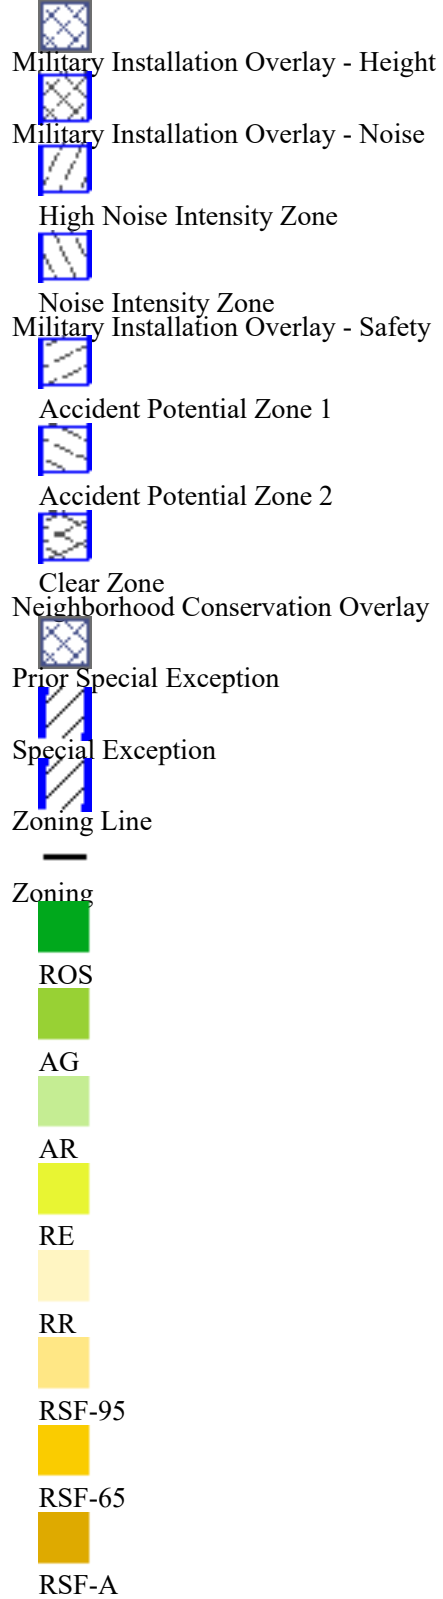 Military Installation Overlay - Height
Military Installation Overlay - Noise
High Noise Intensity Zone
Noise Intensity Zone
Military Installation Overlay - Safety
Accident Potential Zone 1
Accident Potential Zone 2
Clear Zone
Neighborhood Conservation Overlay
Prior Special Exception
Special Exception
Zoning Line
Zoning
ROS
AG
AR
RE
RR
RSF-95
RSF-65
RSF-A